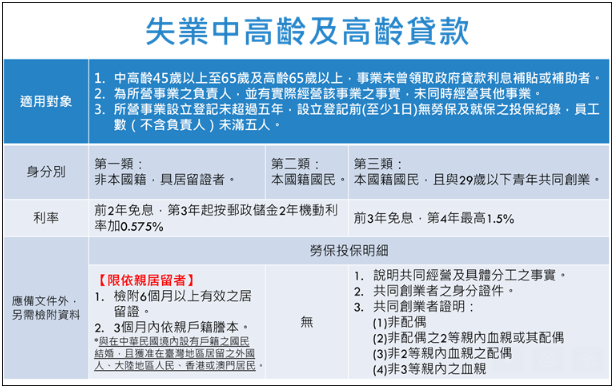 失業中高齡及高齡貸款
適用對象
1. 中高齡45歲以上至65歲及高齡65歲以上，事業未曾領取政府貸款利息補貼或補助者。
2. 為所營事業之負責人，並有實際經營該事業之事實，未同時經營其他事業。
3. 所營事業設立登記未超過五年，設立登記前(至少1日)無勞保及就保之投保紀錄，員工
數（不含負責人）未滿五人。
身分別
第一類：
非本國籍，具居留證者。
第二類：
本國籍國民。
第三類：
本國籍國民，且與29歲以下青年共同創業。
利率
前2年免息，第3年起按郵政儲金2年機動利
率加0.575%
前3年免息，第4年最高1.5%
應備文件外，
另需檢附資料
勞保投保明細
【限依親居留者】
1. 檢附6個月以上有效之居
留證。
2. 3個月內依親戶籍謄本。
*與在中華民國境內設有戶籍之國民
結婚，且獲准在臺灣地區居留之外國
人、大陸地區人民、香港或澳門居民。
無
1. 說明共同經營及具體分工之事實。
2. 共同創業者之身分證件。
3. 共同創業者證明：
(1)非配偶
(2)非配偶之2等親內血親或其配偶
(3)非2等親內血親之配偶
(4)非3等親內之血親